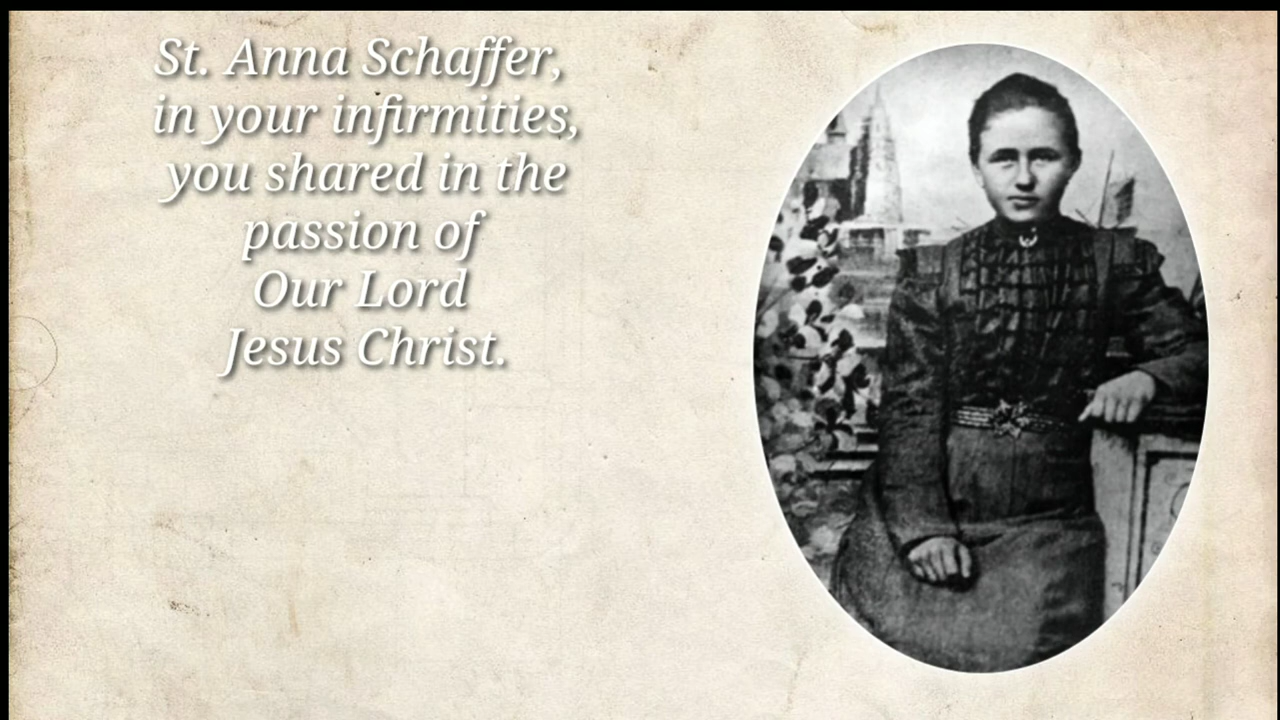 St. Anna Schaffer,
in your infirmities,
you shared in the
passion of
Our Lord
Jesus Christ.